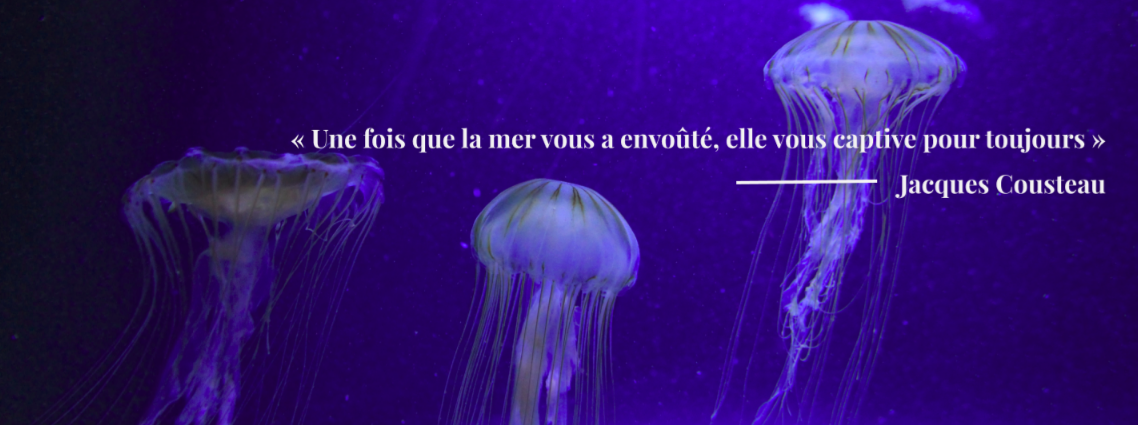 « Une fois que la mer vous a envoûté, elle vous captive pour toujours »
Jacques Cousteau